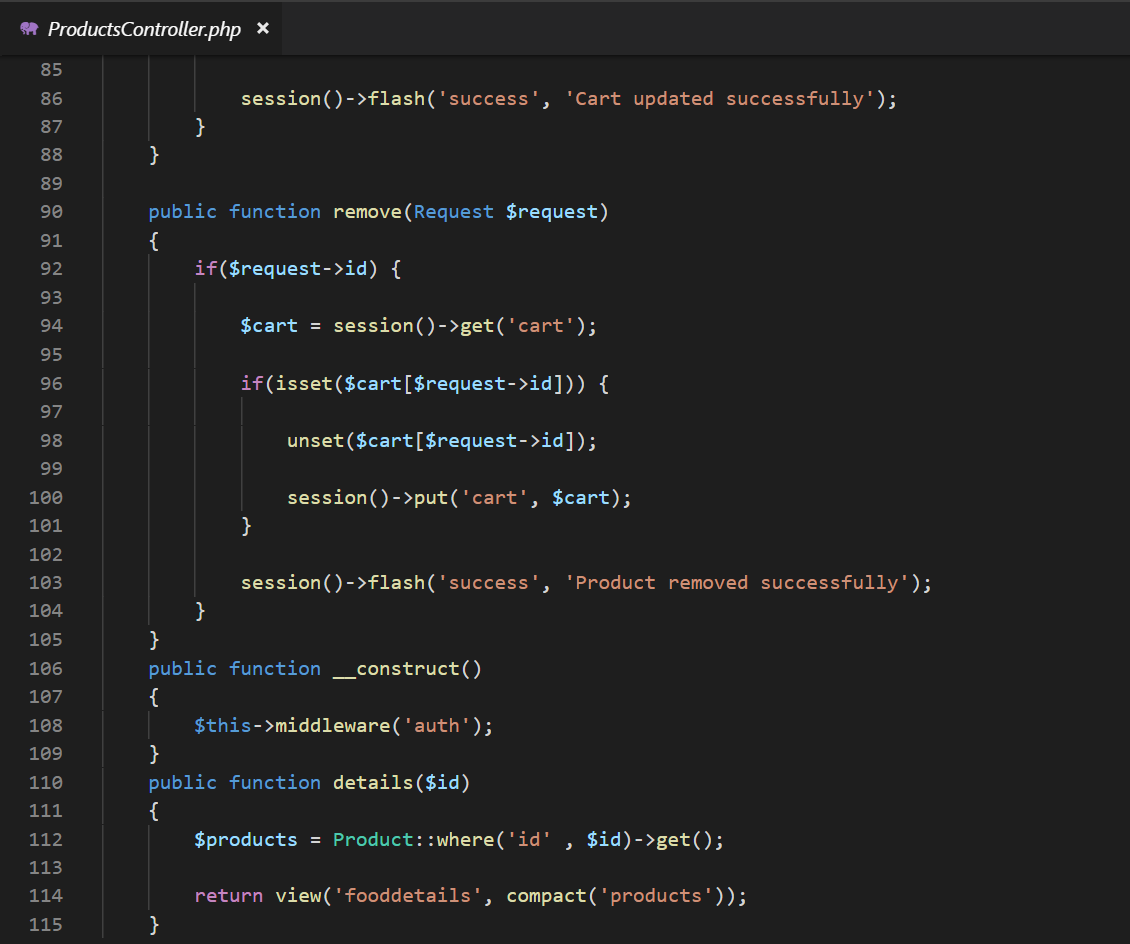 ProductsController.php ×
85
86 session()->flash('success', 'Cart updated successfully');
87 }
88 }
89
90 public function remove(Request $request)
91 {
92 if($request->id) {
93
94 $cart = session()->get('cart');
95
96 if(isset($cart[$request->id])) {
97
98 unset($cart[$request->id]);
99
100 session()->put('cart', $cart);
101 }
102
103 session()->flash('success', 'Product removed successfully');
104 }
105 }
106 public function __construct()
107 {
108 $this->middleware('auth');
109 }
110 public function details($id)
111 {
112 $products = Product::where('id' , $id)->get();
113
114 return view('fooddetails', compact('products'));
115 }